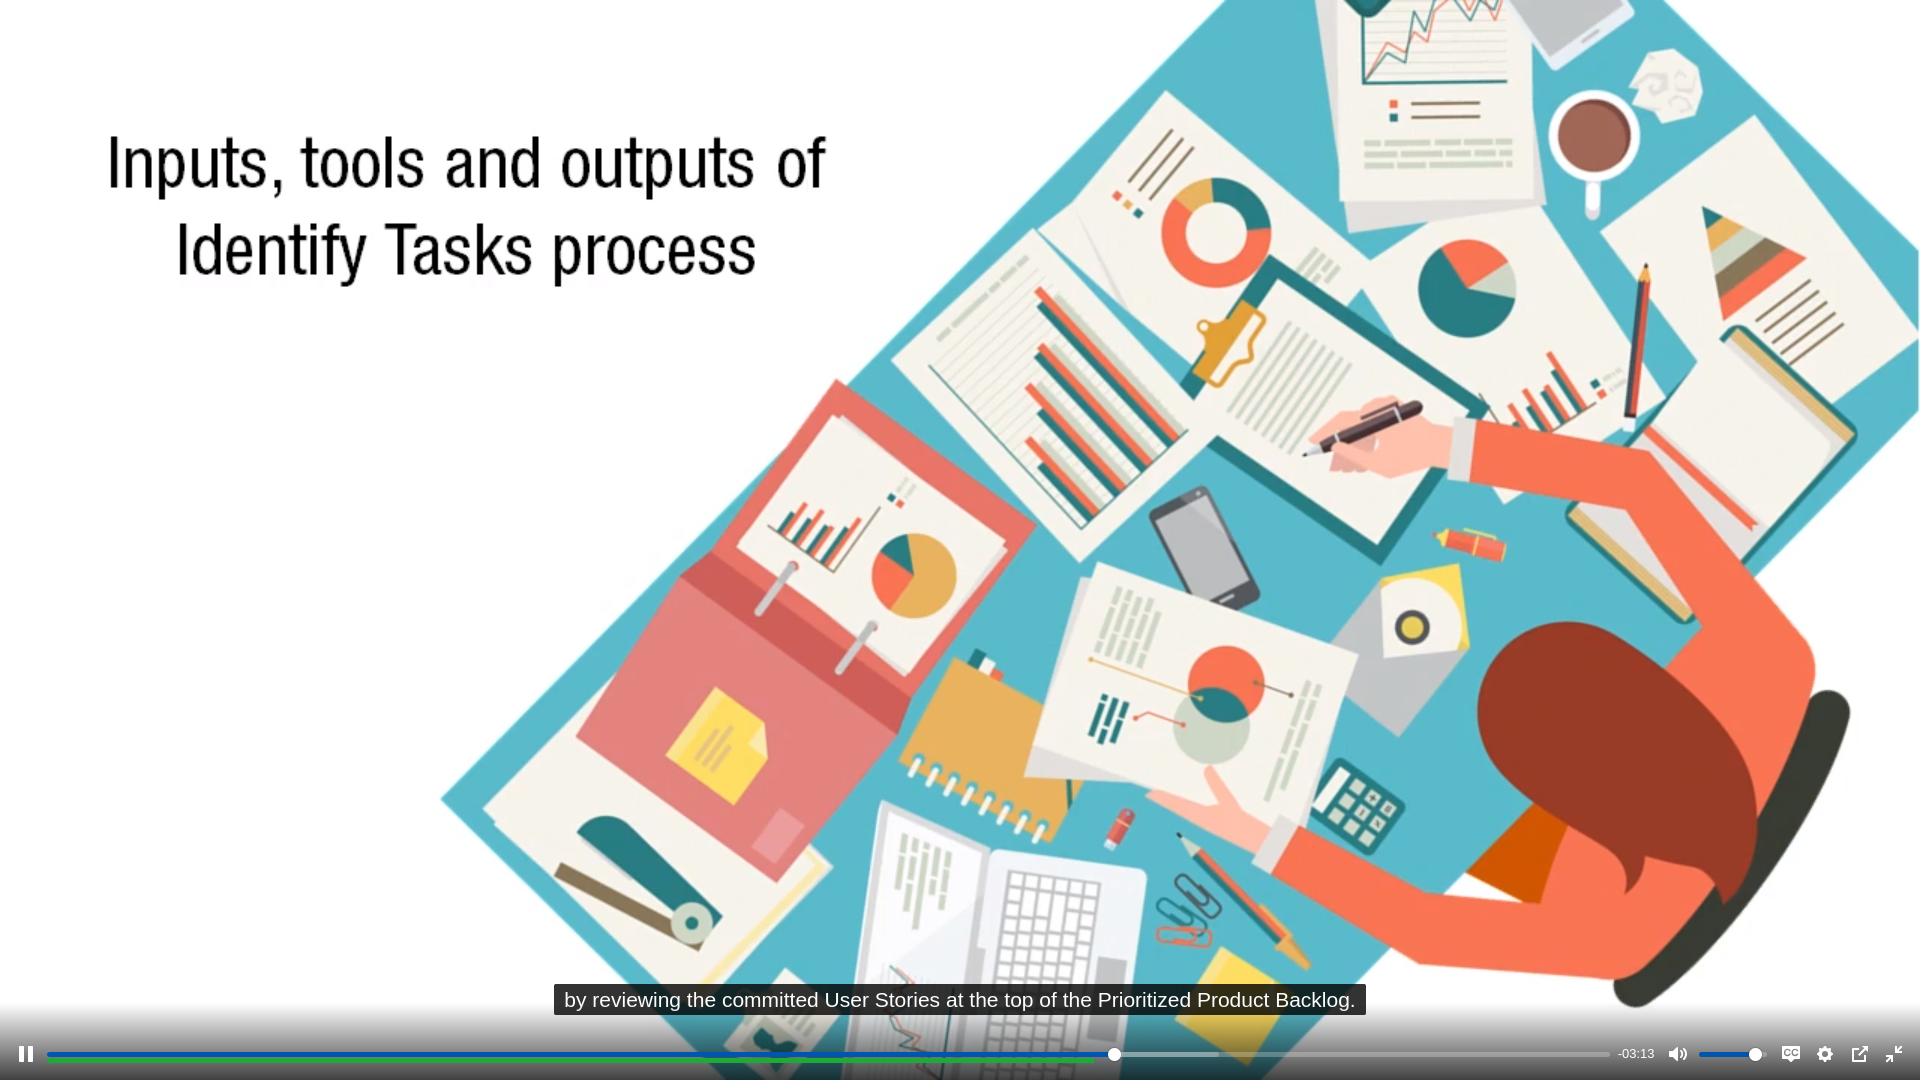 Inputs, tools and outputs of
Identify Tasks process
by reviewing the committed User Stories at the top of the Prioritized Product Backlog.
-03:13
CC